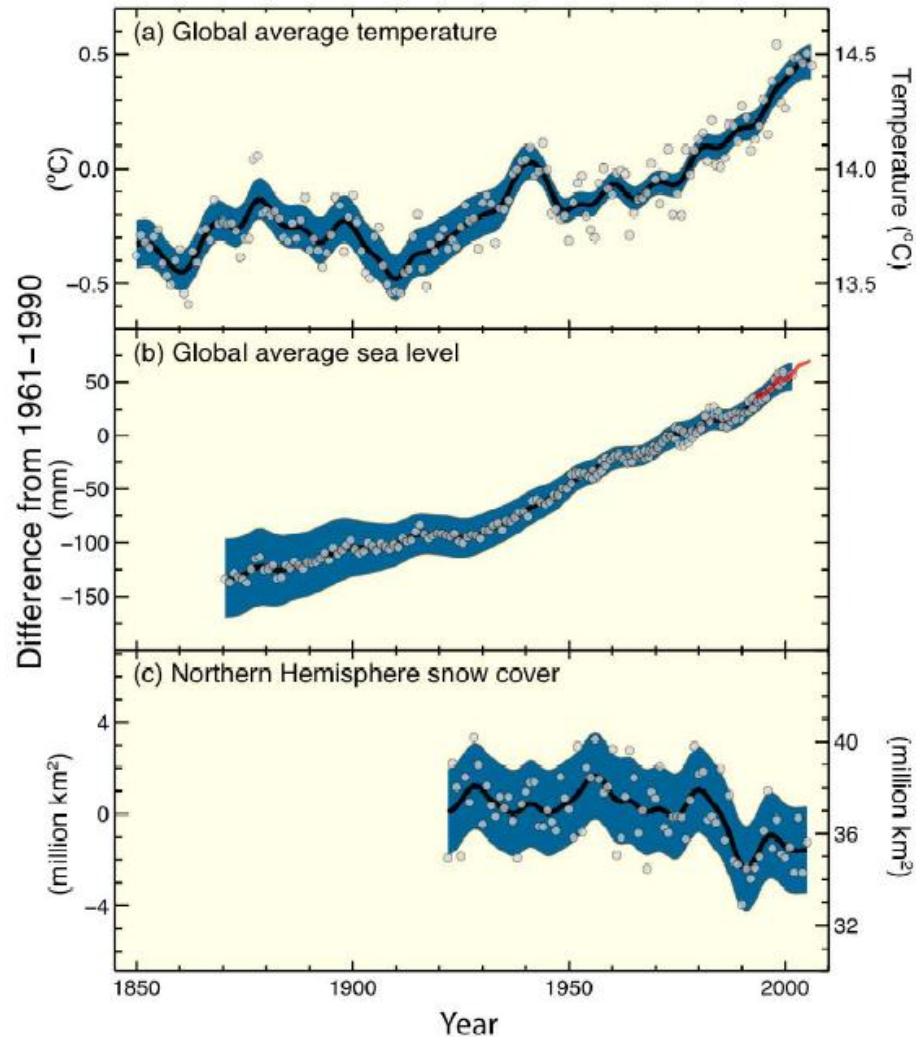 (a) Global average temperature
0.5
0.0
−0.5
(°C)
14.5
14.0
13.5
Temperature (°C)
Difference from 1961–1990
(b) Global average sea level
50
0
−50
−100
−150
(mm)
(c) Northern Hemisphere snow cover
4
0
−4
(million km²)
40
36
32
(million km²)
1850
1900
1950
2000
Year